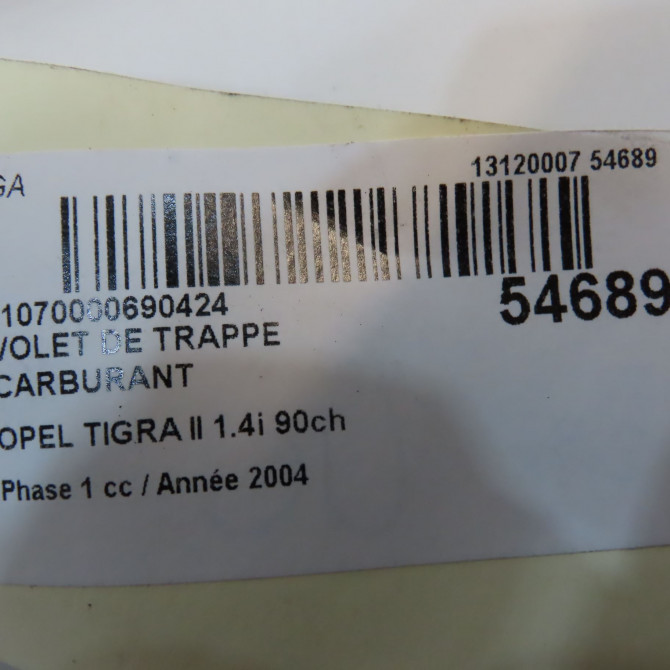 GA
13120007 54689
1070000690424
54689
VOLET DE TRAPPE
CARBURANT
OPEL TIGRA II 1.4i 90ch
Phase 1 cc / Année 2004